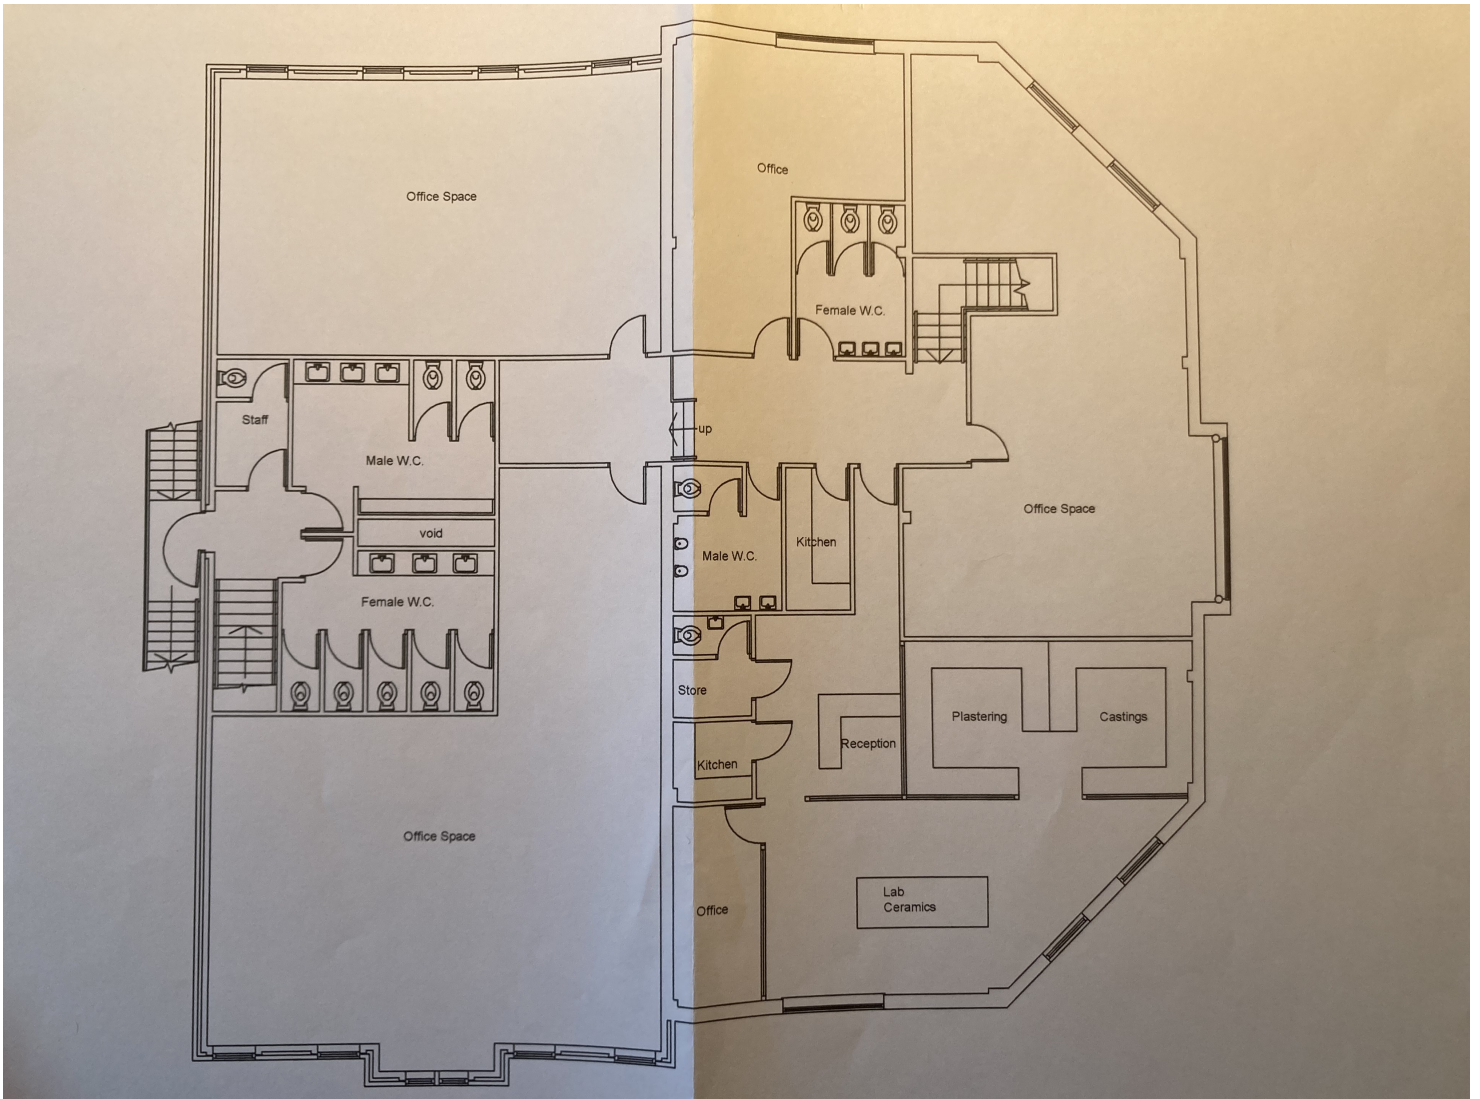 Office Space
Office
Female W.C.
Staff
Male W.C.
up
void
Female W.C.
Male W.C.
Kitchen
Office Space
Store
Kitchen
Reception
Plastering
Castings
Office Space
Office
Lab
Ceramics